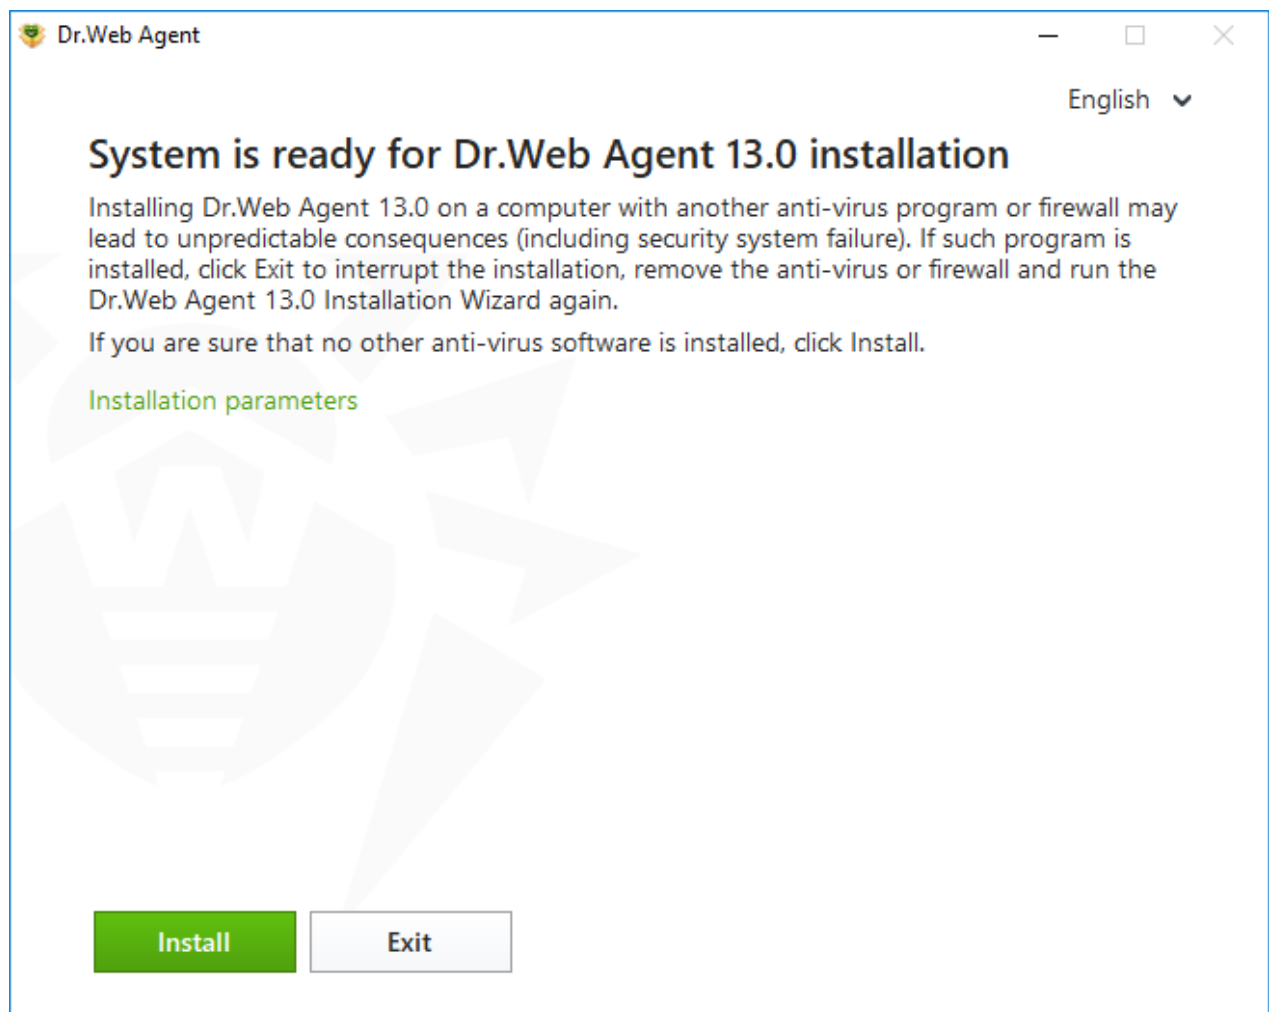 Dr.Web Agent
English
System is ready for Dr.Web Agent 13.0 installation
Installing Dr.Web Agent 13.0 on a computer with another anti-virus program or firewall may
lead to unpredictable consequences (including security system failure). If such program is
installed, click Exit to interrupt the installation, remove the anti-virus or firewall and run the
Dr.Web Agent 13.0 Installation Wizard again.
If you are sure that no other anti-virus software is installed, click Install.
Installation parameters
Install
Exit